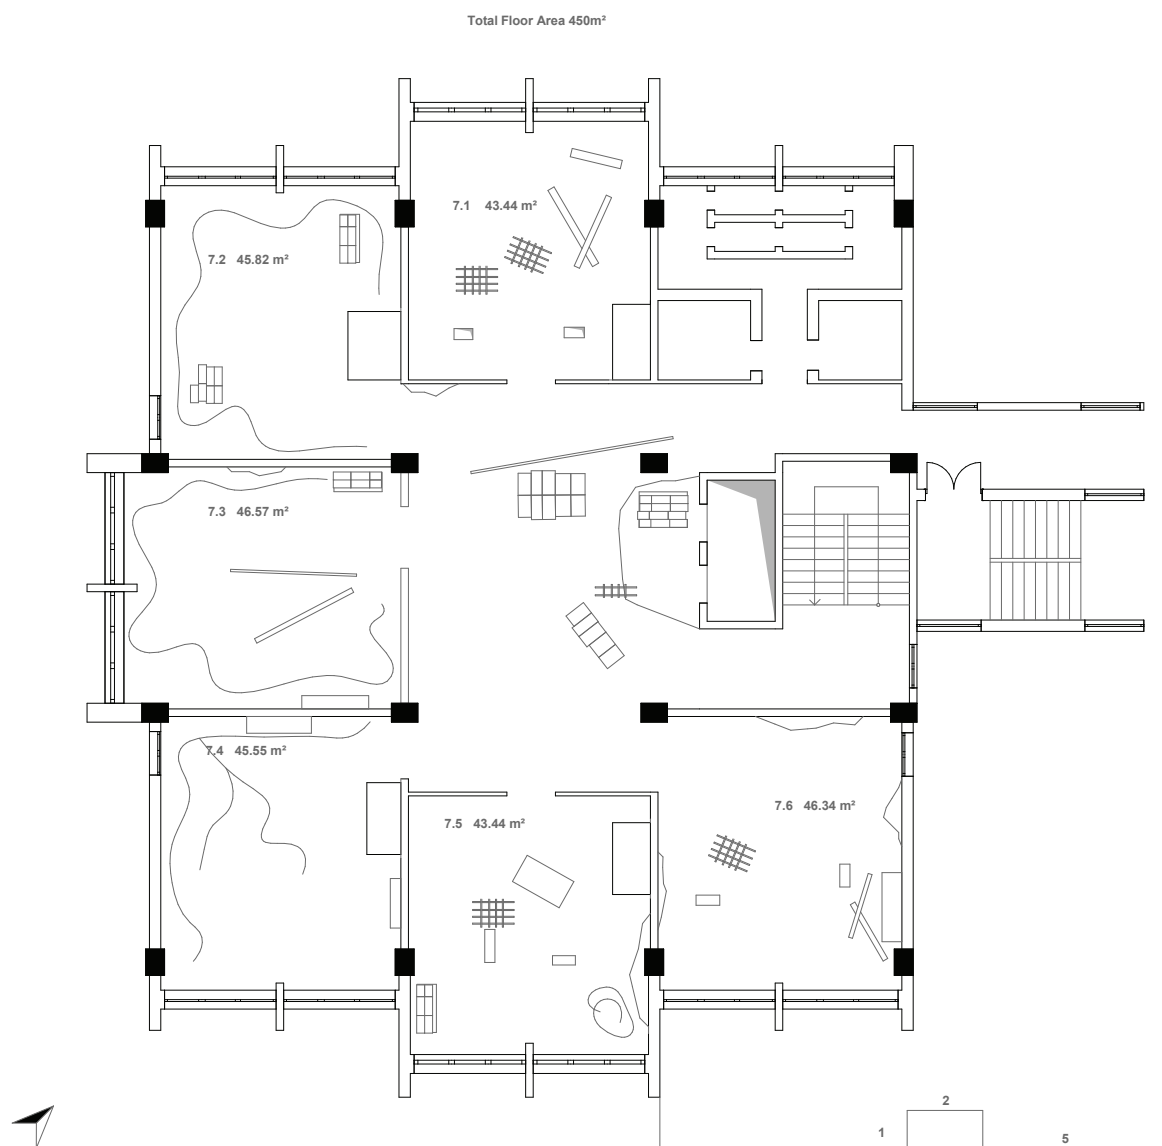 Total Floor Area 450m²
7.1 43.44 m²
7.2 45.82 m²
7.3 46.57 m²
7.4 45.55 m²
7.5 43.44 m²
7.6 46.34 m²
2
1
5